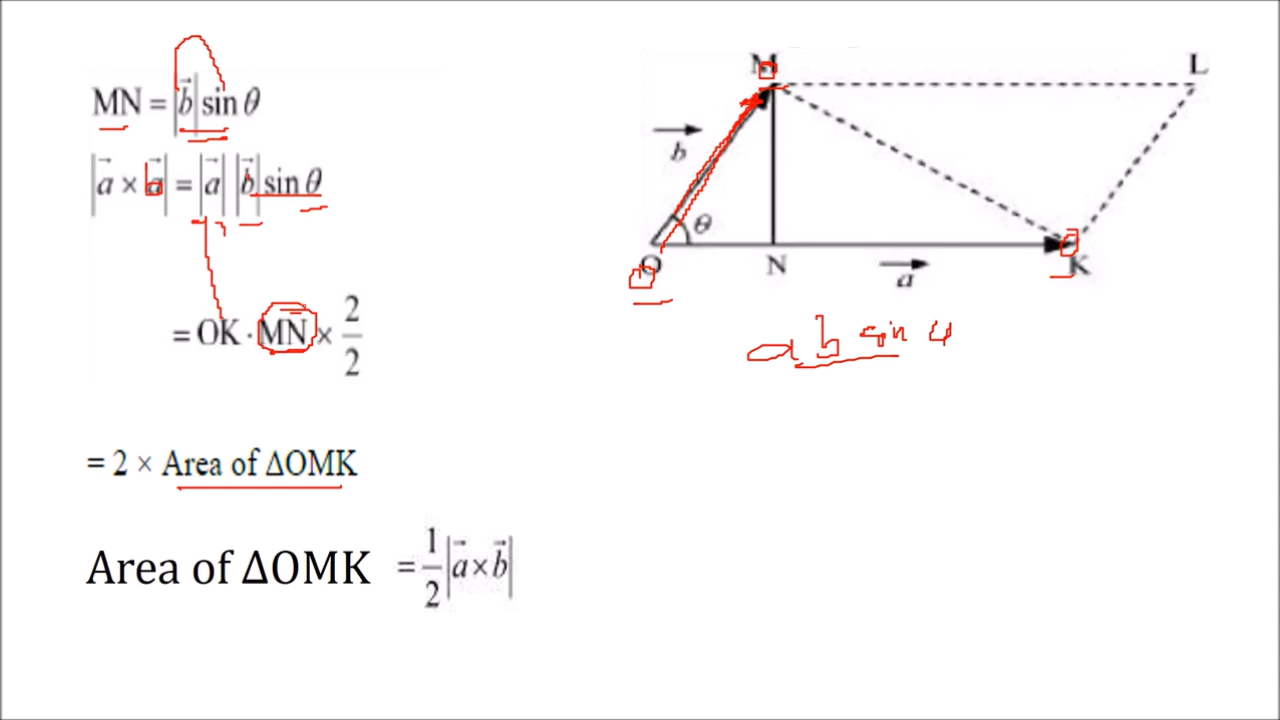 MN = |b⃗| sin θ
|a⃗ × b⃗| = |a⃗| |b⃗| sin θ
= OK · MN × 2/2
= 2 × Area of ΔOMK
Area of ΔOMK = 1/2 |a⃗ × b⃗|
M L
b⃗
θ
O N K
a⃗
a b sin